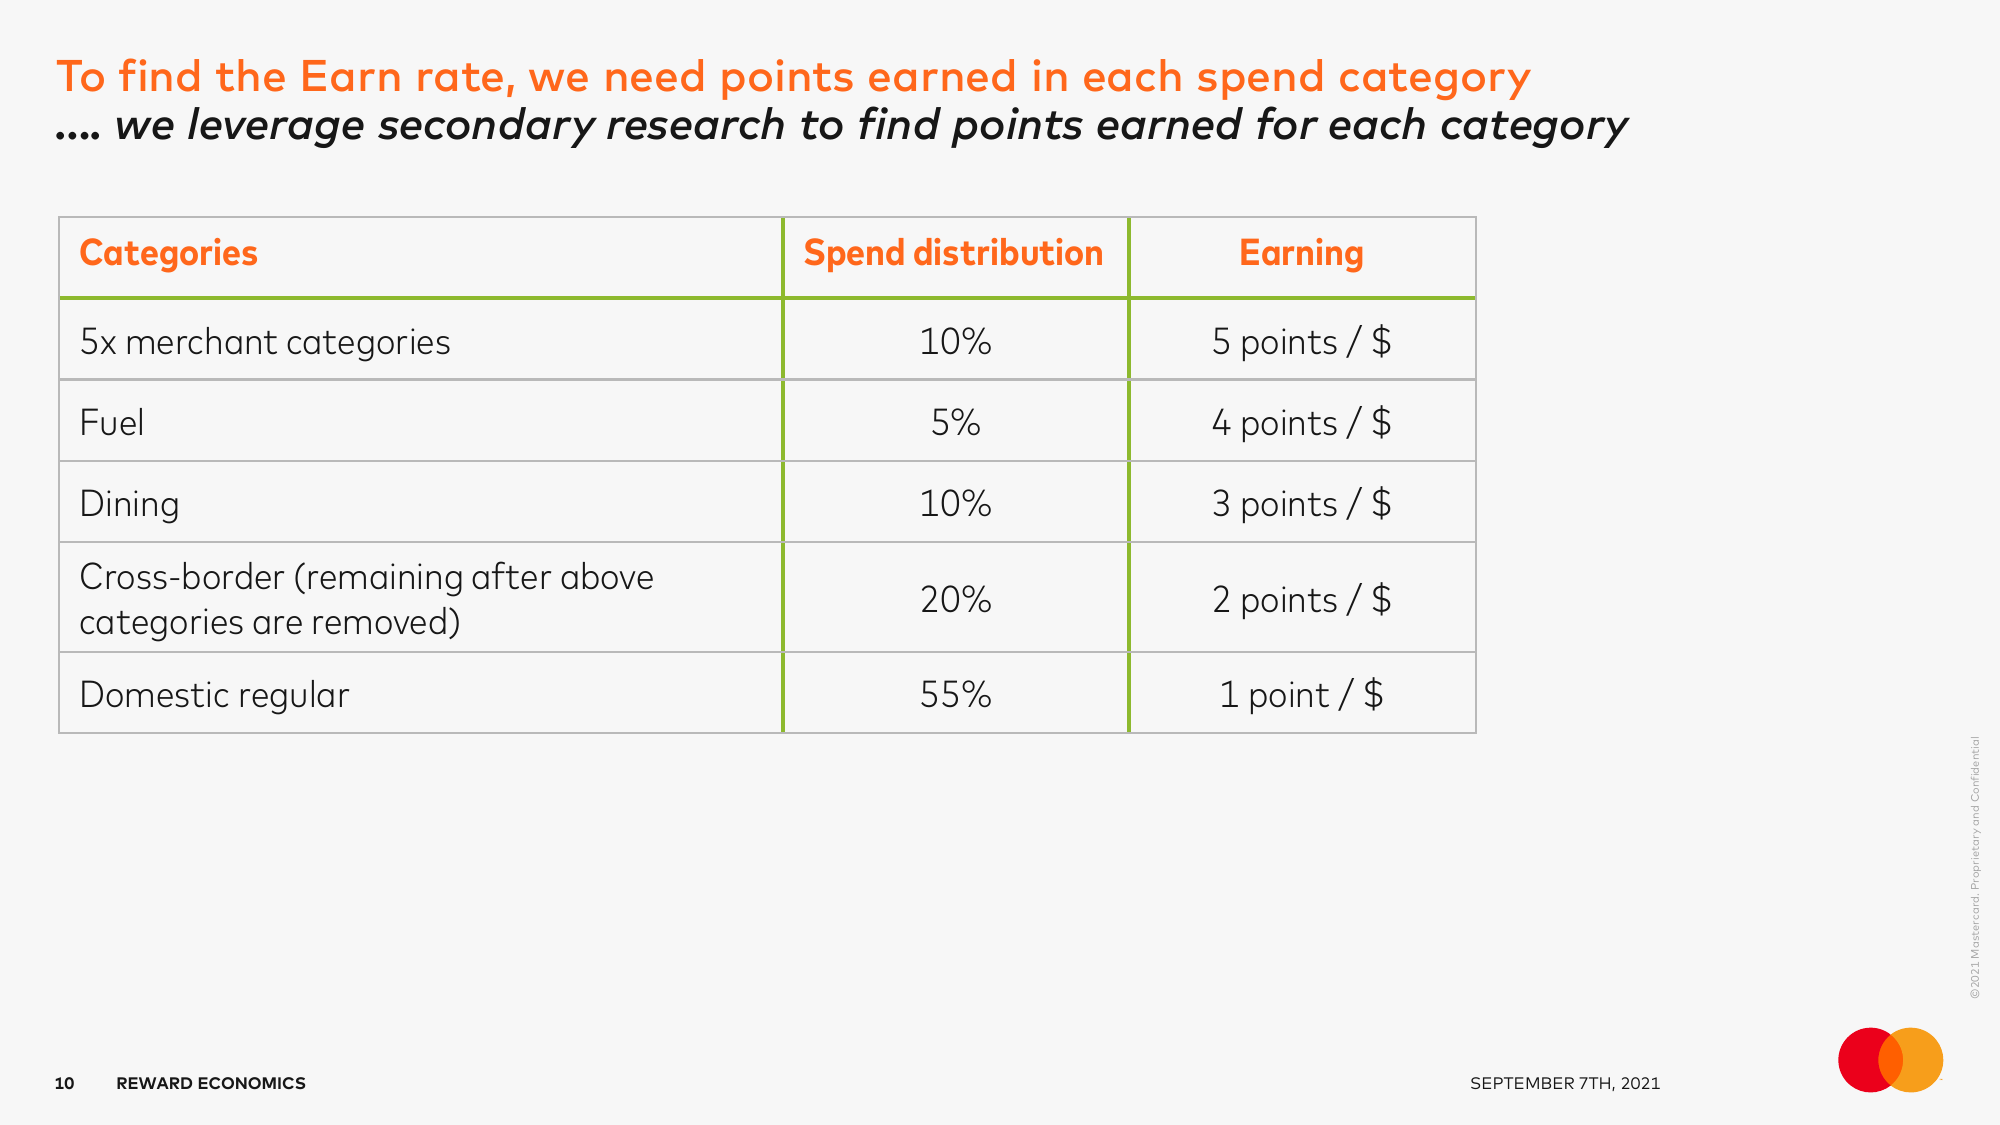 To find the Earn rate, we need points earned in each spend category
…. we leverage secondary research to find points earned for each category
Categories Spend distribution Earning
5x merchant categories 10% 5 points / $
Fuel 5% 4 points / $
Dining 10% 3 points / $
Cross-border (remaining after above
categories are removed) 20% 2 points / $
Domestic regular 55% 1 point / $
©2021 Mastercard. Proprietary and Confidential
10 REWARD ECONOMICS SEPTEMBER 7TH, 2021